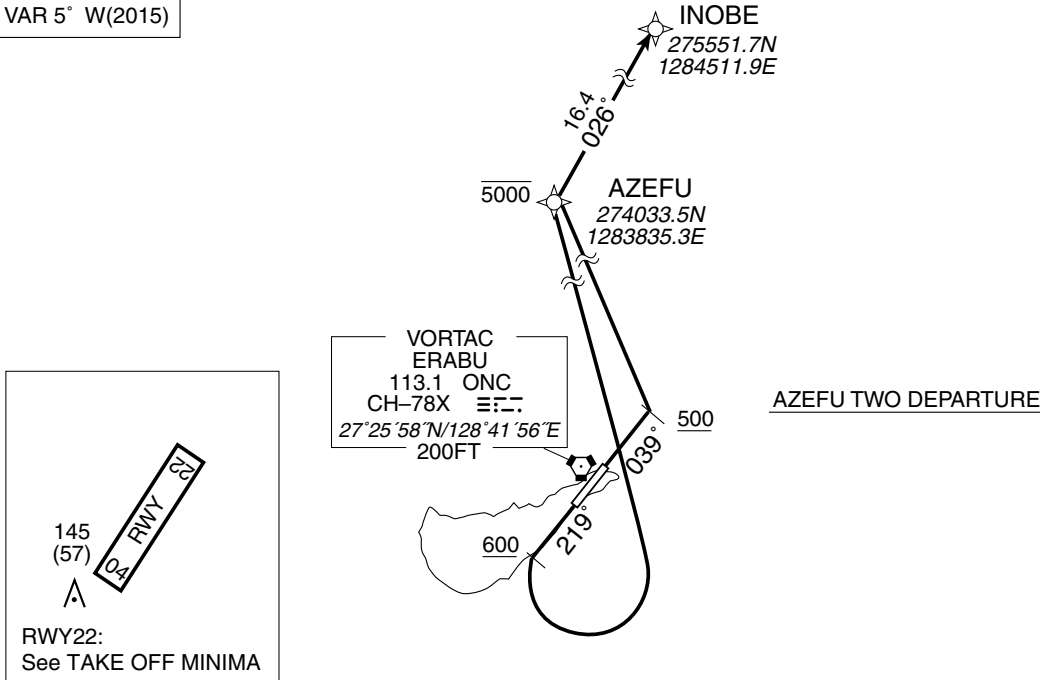 VAR 5° W(2015)
INOBE
275551.7N
1284511.9E
16.4
026°
5000
AZEFU
274033.5N
1283835.3E
VORTAC
ERABU
113.1 ONC
CH–78X
27°25´58˝N/128°41´56˝E
200FT
AZEFU TWO DEPARTURE
500
039°
219°
600
22
RWY
04
145
(57)
RWY22:
See TAKE OFF MINIMA